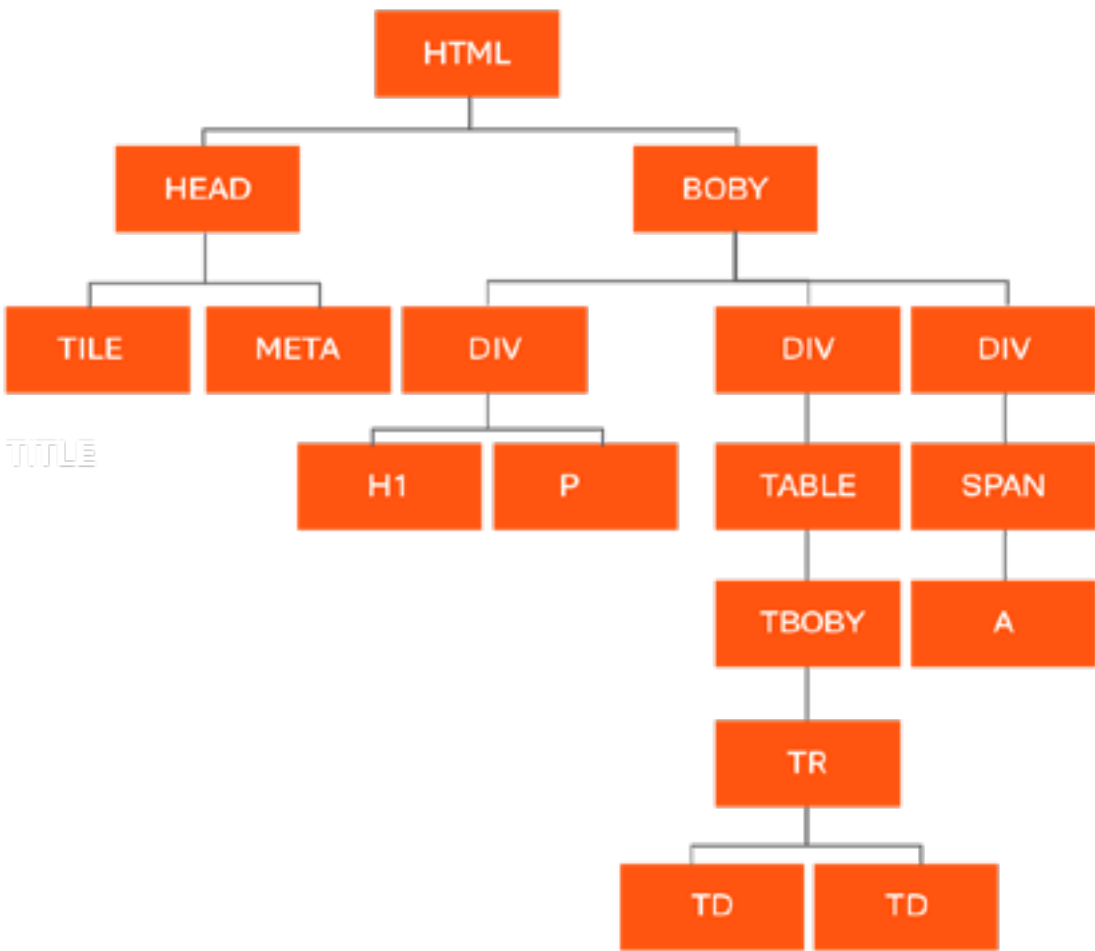 HTML
HEAD BOBY
TILE META DIV DIV DIV
TITLE
H1 P TABLE SPAN
TBOBY A
TR
TD TD